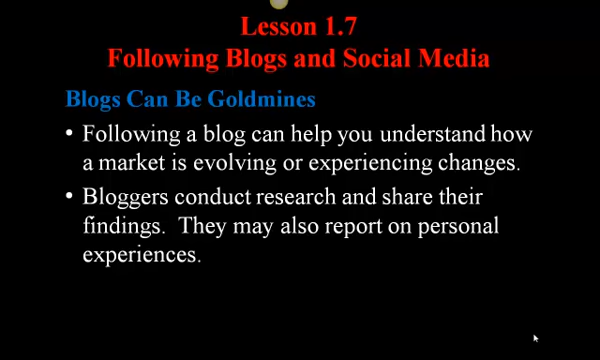 Lesson 1.7
Following Blogs and Social Media
Blogs Can Be Goldmines
• Following a blog can help you understand how
a market is evolving or experiencing changes.
• Bloggers conduct research and share their
findings.  They may also report on personal
experiences.